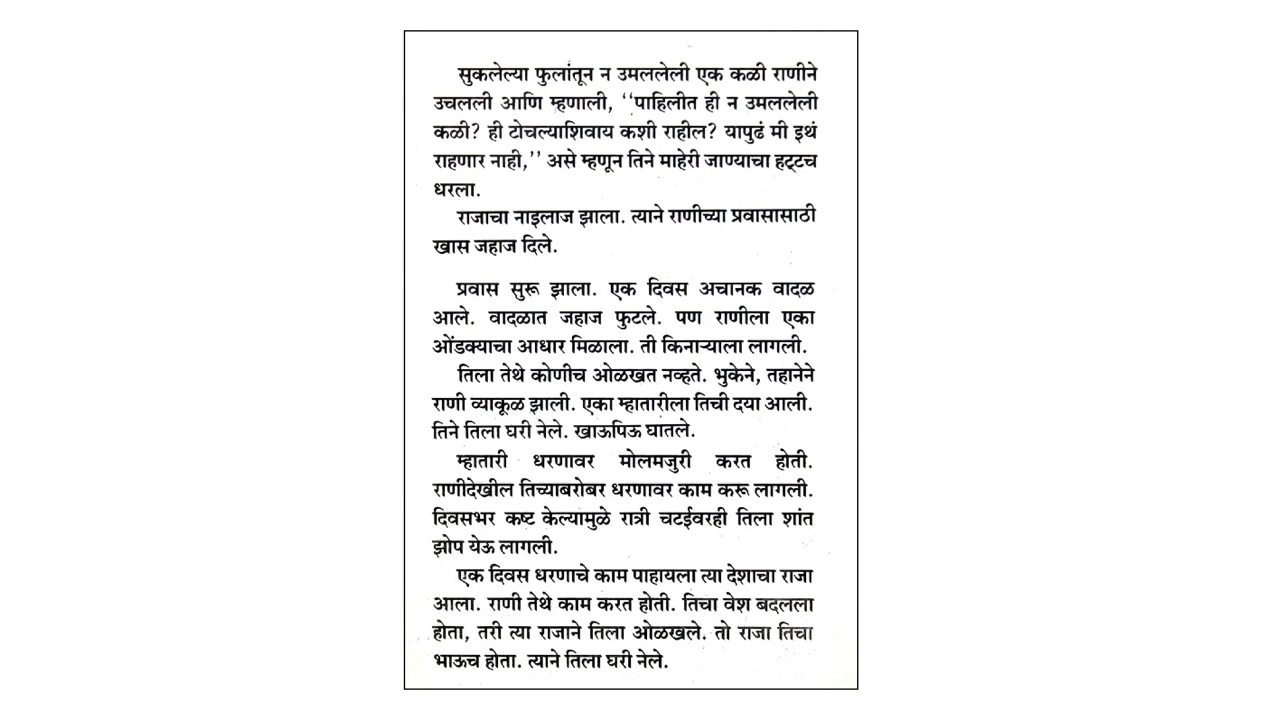 सुकलेल्या फुलांतून न उमललेली एक कळी राणीने
उचलली आणि म्हणाली, ‘‘पाहिलीत ही न उमललेली
कळी? ही टोचल्याशिवाय कशी राहील? यापुढं मी इथं
राहणार नाही,’’ असे म्हणून तिने माहेरी जाण्याचा हट्टच
धरला.
राजाचा नाइलाज झाला. त्याने राणीच्या प्रवासासाठी
खास जहाज दिले.
प्रवास सुरू झाला. एक दिवस अचानक वादळ
आले. वादळात जहाज फुटले. पण राणीला एका
ओंडक्याचा आधार मिळाला. ती किनाऱ्याला लागली.
तिला तेथे कोणीच ओळखत नव्हते. भुकेने, तहानेने
राणी व्याकूळ झाली. एका म्हातारीला तिची दया आली.
तिने तिला घरी नेले. खाऊपिऊ घातले.
म्हातारी धरणावर मोलमजुरी करत होती.
राणीदेखील तिच्याबरोबर धरणावर काम करू लागली.
दिवसभर कष्ट केल्यामुळे रात्री चटईवरही तिला शांत
झोप येऊ लागली.
एक दिवस धरणाचे काम पाहायला त्या देशाचा राजा
आला. राणी तेथे काम करत होती. तिचा वेश बदलला
होता, तरी त्या राजाने तिला ओळखले. तो राजा तिचा
भाऊच होता. त्याने तिला घरी नेले.